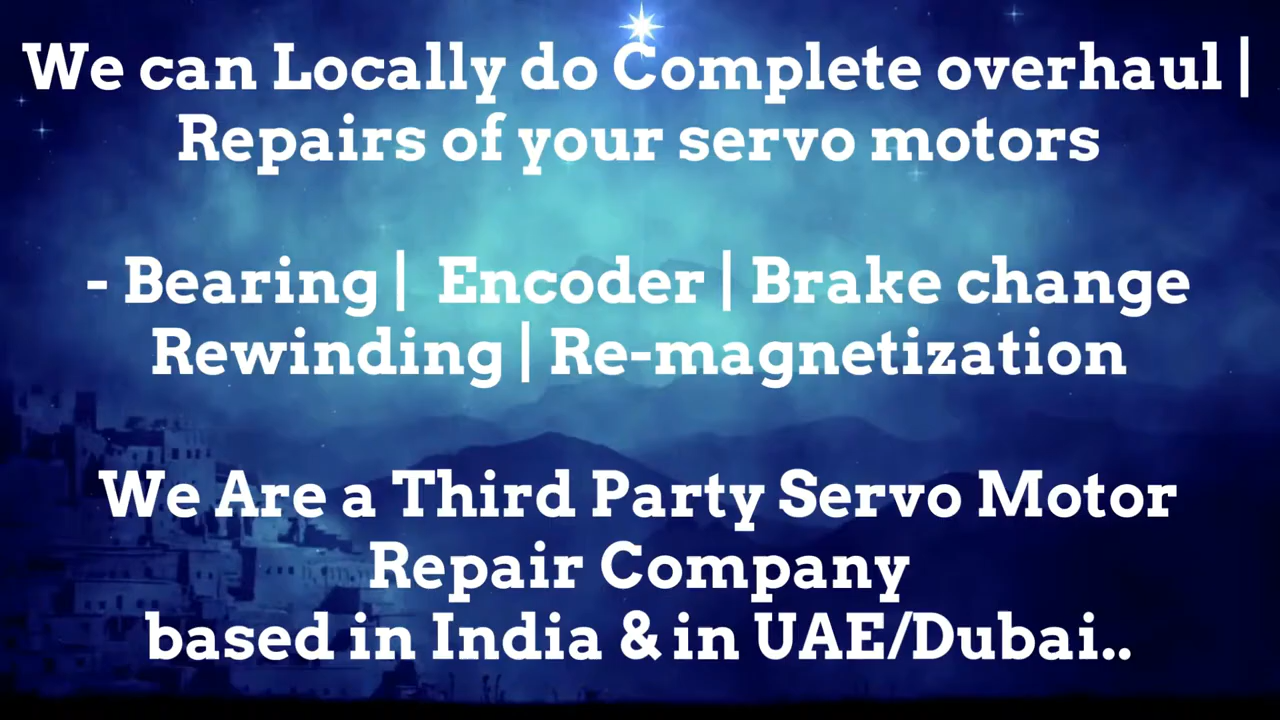 We can Locally do Complete overhaul |
Repairs of your servo motors
- Bearing | Encoder | Brake change
Rewinding | Re-magnetization
We Are a Third Party Servo Motor
Repair Company
based in India & in UAE/Dubai..